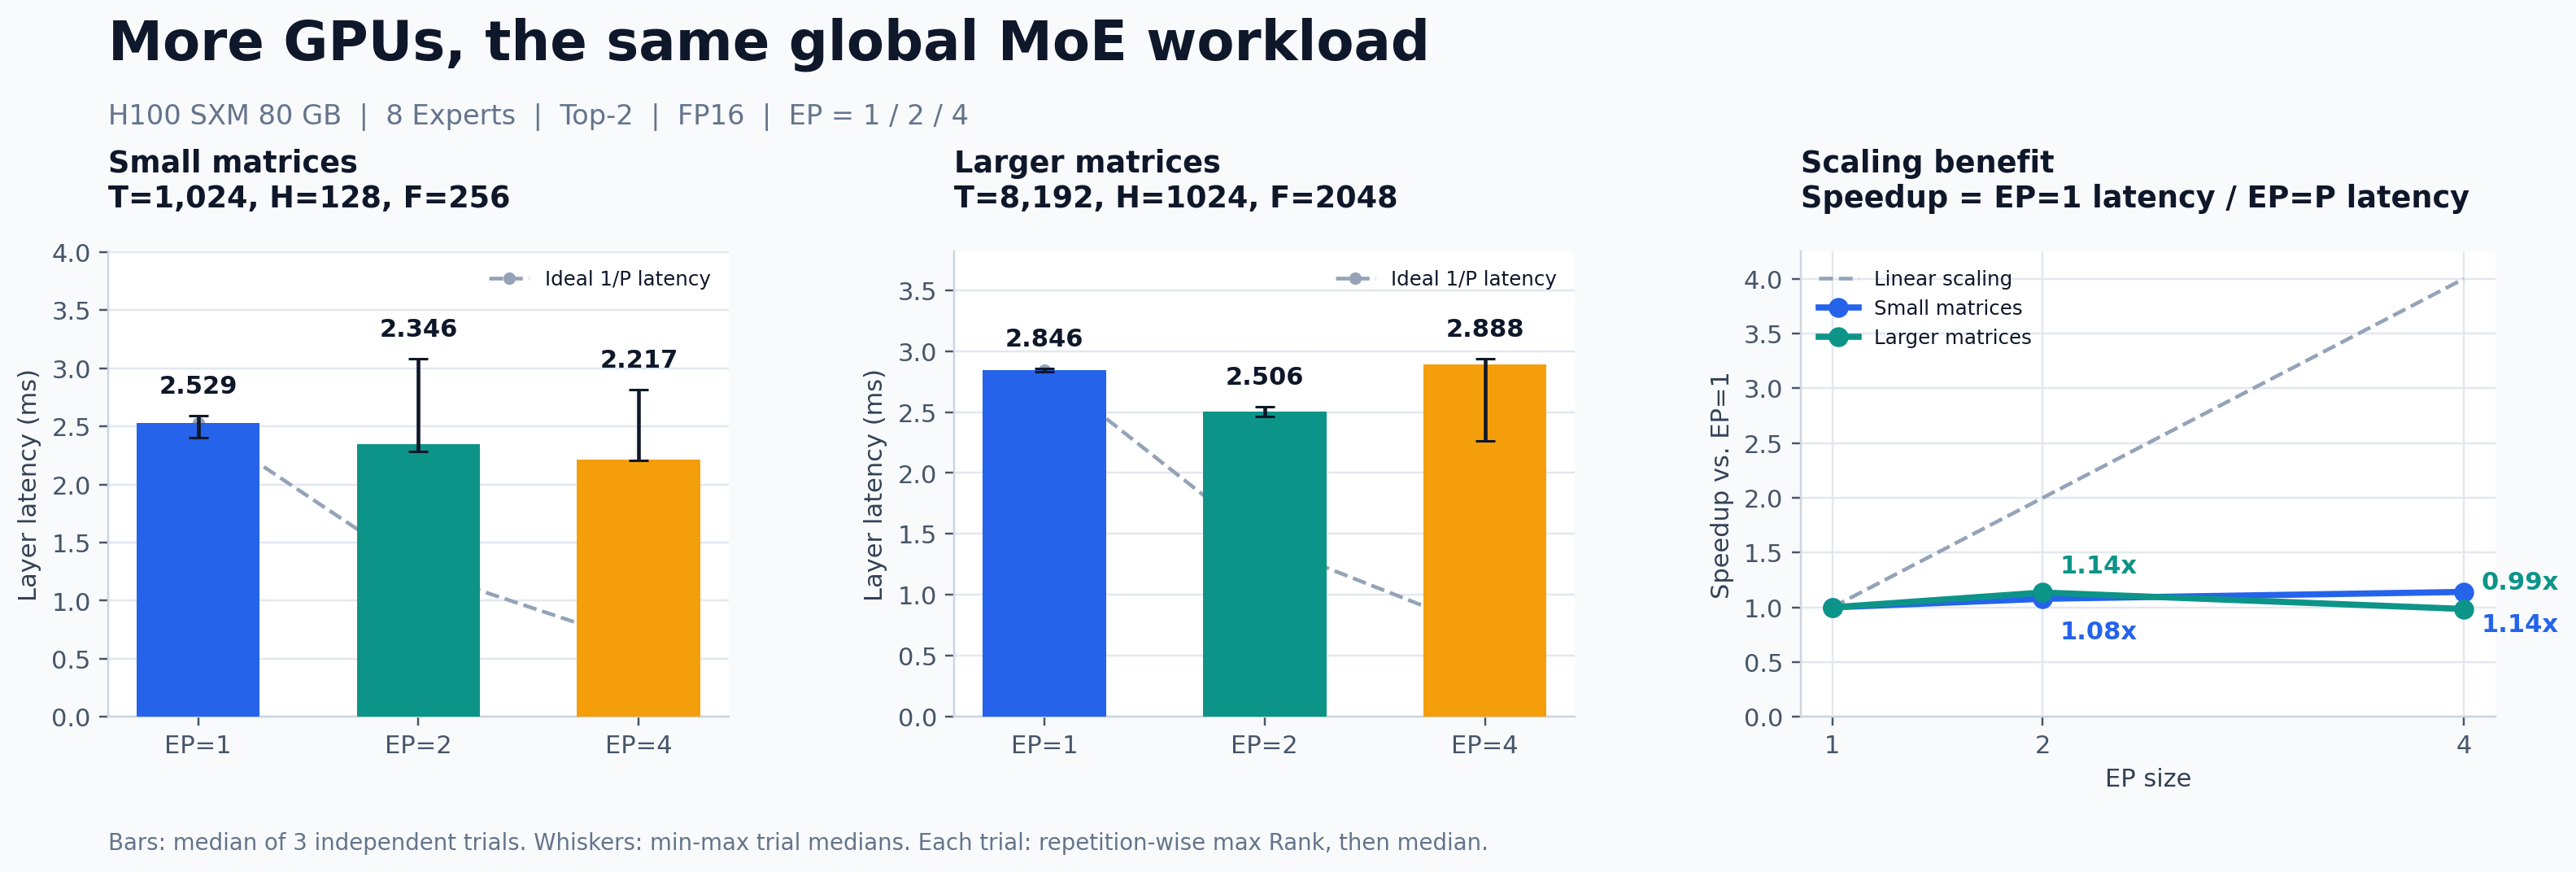 More GPUs, the same global MoE workload
H100 SXM 80 GB | 8 Experts | Top-2 | FP16 | EP = 1 / 2 / 4
Small matrices
T=1,024, H=128, F=256
Layer latency (ms)
4.0
3.5
3.0
2.5
2.0
1.5
1.0
0.5
0.0
Ideal 1/P latency
2.529
2.346
2.217
EP=1
EP=2
EP=4
Larger matrices
T=8,192, H=1024, F=2048
Layer latency (ms)
3.5
3.0
2.5
2.0
1.5
1.0
0.5
0.0
Ideal 1/P latency
2.846
2.506
2.888
EP=1
EP=2
EP=4
Scaling benefit
Speedup = EP=1 latency / EP=P latency
Speedup vs. EP=1
4.0
3.5
3.0
2.5
2.0
1.5
1.0
0.5
0.0
Linear scaling
Small matrices
Larger matrices
1.14x
1.08x
0.99x
1.14x
1
2
4
EP size
Bars: median of 3 independent trials. Whiskers: min-max trial medians. Each trial: repetition-wise max Rank, then median.